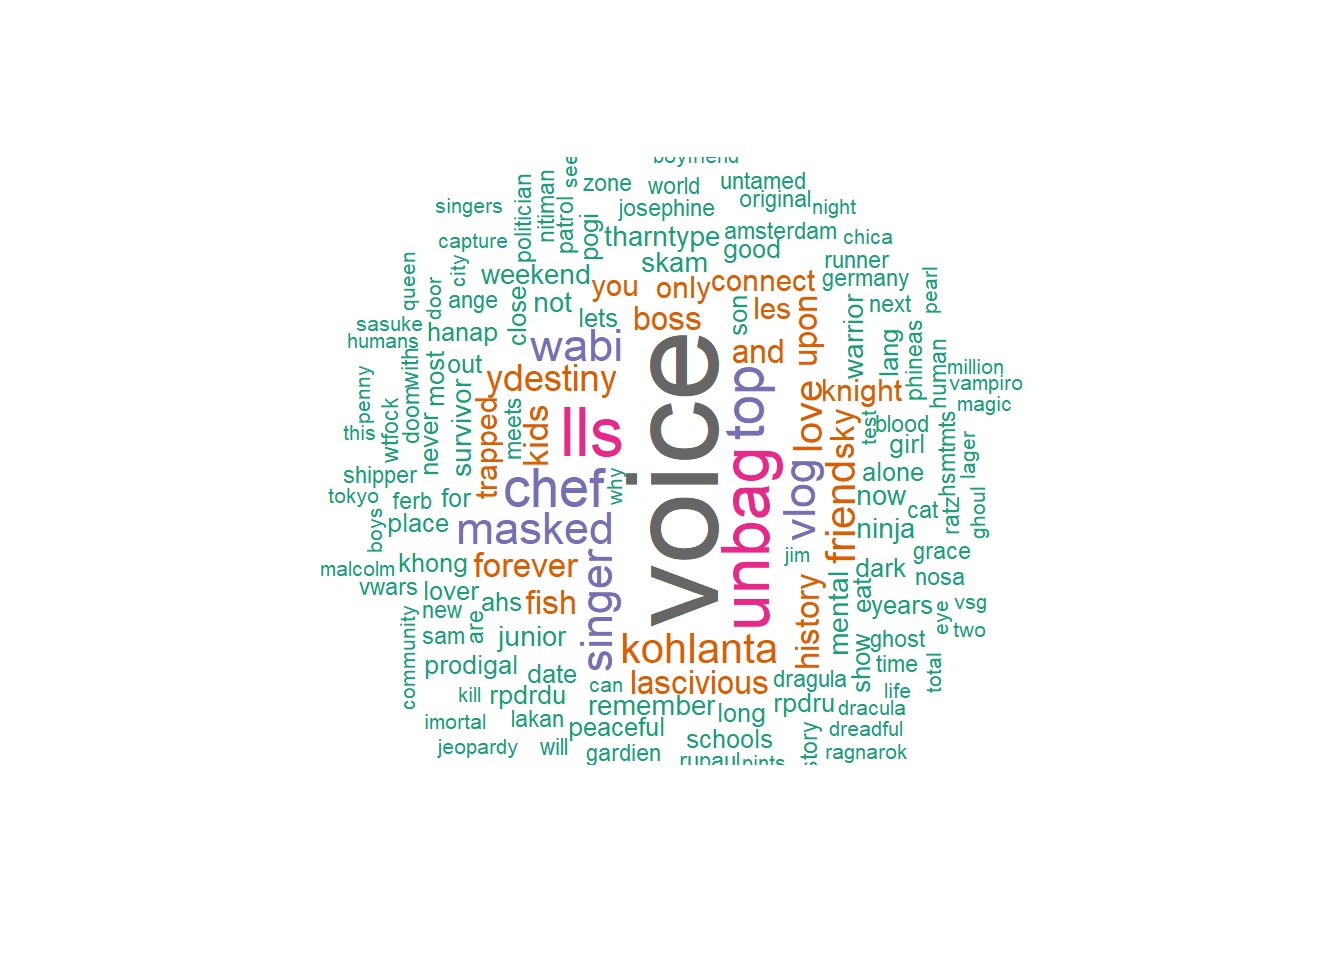 boyfriend
see
zone
world
untamed
original
night
singers
politician
nitiman
patrol
pogi
josephine
tharntype
amsterdam
good
chica
capture
skam
runner
queen
door
city
weekend
you
only
connect
germany
pearl
ange
close
not
lets
boss
son
les
upon
warrior
next
sasuke
humans
hanap
wabi
voice
and
lang
phineas
human
million
vampiro
magic
penny
with
doom
most
out
ydestiny
top
love
knight
this
wtfock
never
survivor
trapped
meets
kids
lls
unbag
vlog
friend
sky
test
blood
girl
hsmtmts
lager
shipper
tokyo
ferb
for
chef
why
alone
now
cat
ratz
ghoul
boys
place
masked
jim
ninja
grace
malcolm
khong
forever
dark
nosa
vwars
lover
new
ahs
fish
singer
history
mental
eat
years
eye
vsg
two
community
sam
are
junior
kohlanta
show
ghost
time
total
prodigal
date
can
lascivious
dragula
life
kill
rpdrdu
remember
long
rpdru
dracula
imortal
lakan
peaceful
schools
story
dreadful
jeopardy
will
gardien
rupaul
pints
ragnarok